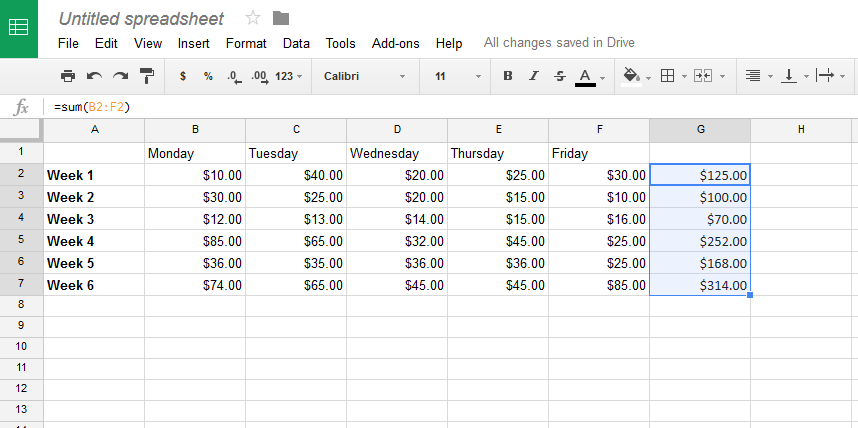 Untitled spreadsheet
File Edit View Insert Format Data Tools Add-ons Help All changes saved in Drive
$ % .0 .00 123 Calibri 11 B I S A
fx =sum(B2:F2)
A B C D E F G H
1 Monday Tuesday Wednesday Thursday Friday
2 Week 1 $10.00 $40.00 $20.00 $25.00 $30.00 $125.00
3 Week 2 $30.00 $25.00 $20.00 $15.00 $10.00 $100.00
4 Week 3 $12.00 $13.00 $14.00 $15.00 $16.00 $70.00
5 Week 4 $85.00 $65.00 $32.00 $45.00 $25.00 $252.00
6 Week 5 $36.00 $35.00 $36.00 $36.00 $25.00 $168.00
7 Week 6 $74.00 $65.00 $45.00 $45.00 $85.00 $314.00
8
9
10
11
12
13